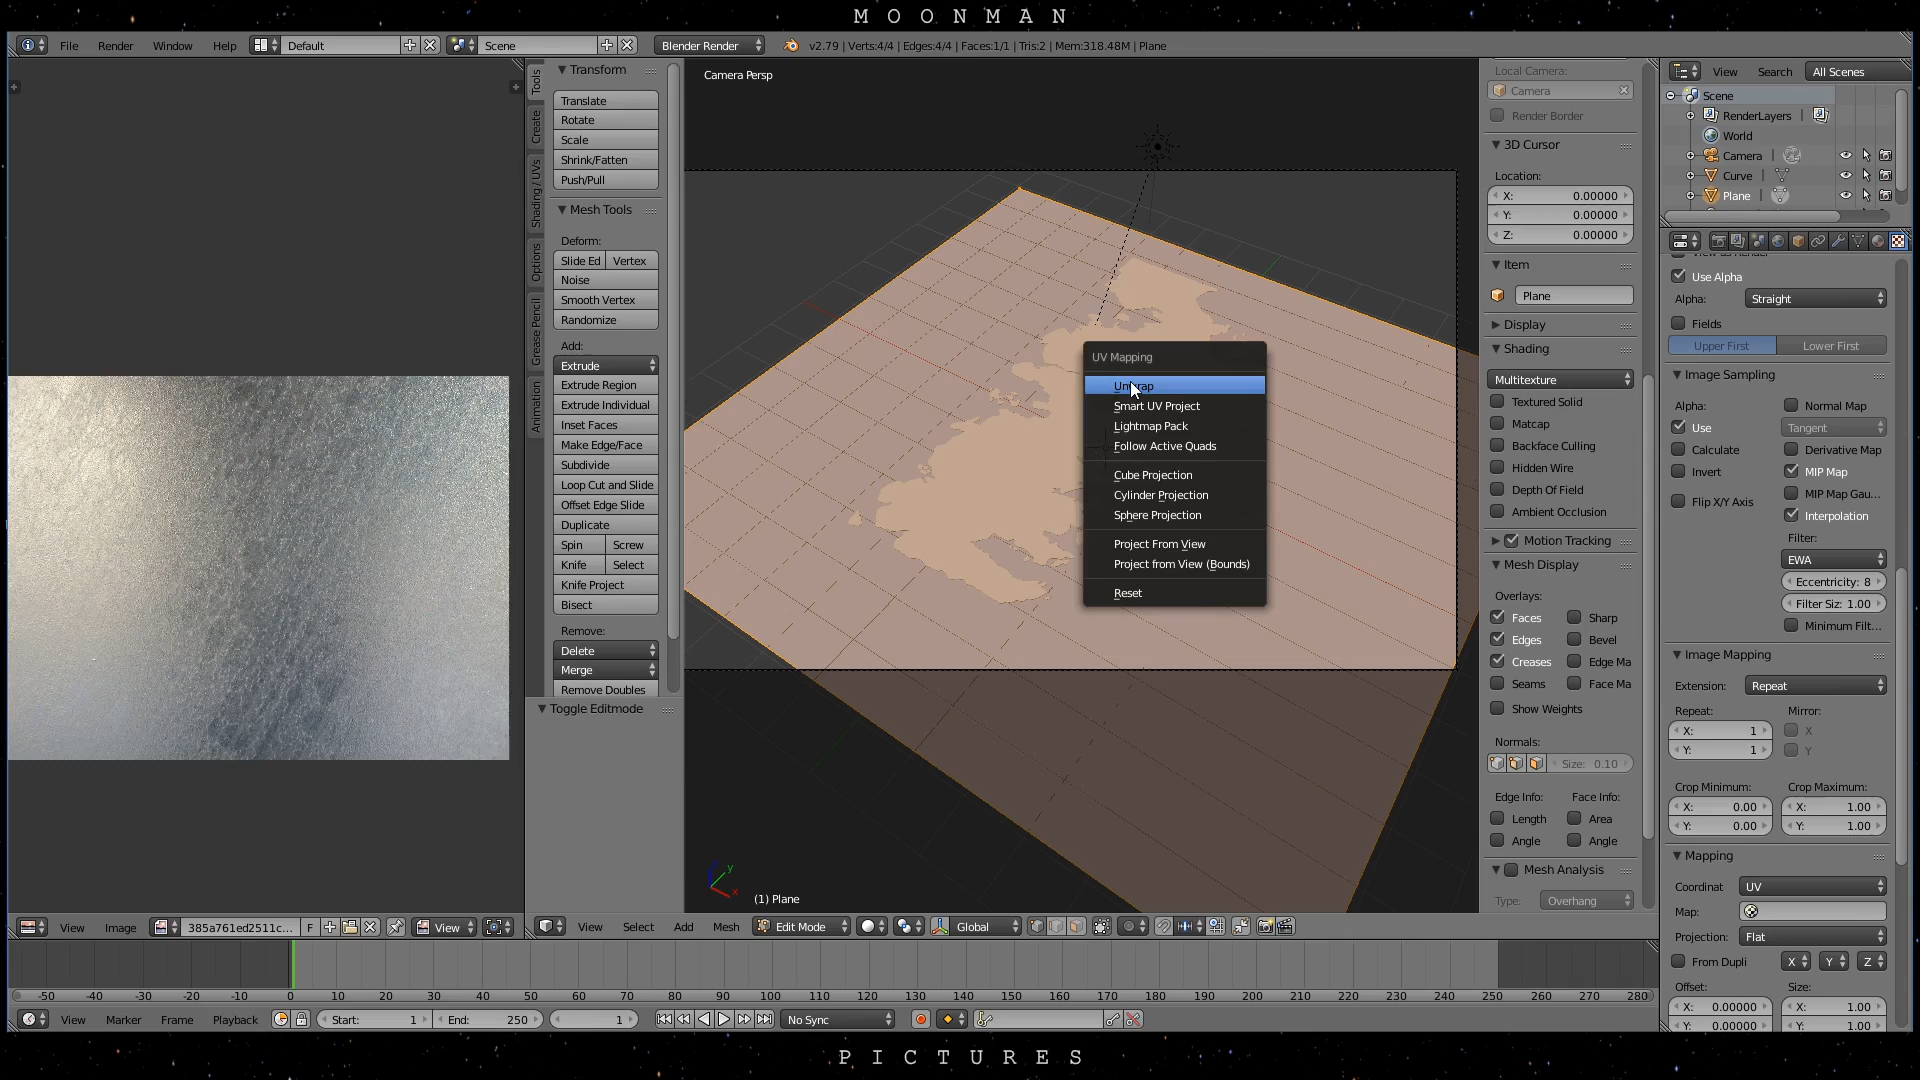 MOONMAN
File Render Window Help Default Scene Blender Render v2.79 | Verts:4/4 | Edges:4/4 | Faces:1/1 | Tris:2 | Mem:318.48M | Plane
Tools
Create
Shading / UVs
Options
Grease Pencil
Animation
Transform
Translate
Rotate
Scale
Shrink/Fatten
Push/Pull
Mesh Tools
Deform:
Slide Ed Vertex
Noise
Smooth Vertex
Randomize
Add:
Extrude
Extrude Region
Extrude Individual
Inset Faces
Make Edge/Face
Subdivide
Loop Cut and Slide
Offset Edge Slide
Duplicate
Spin Screw
Knife Select
Knife Project
Bisect
Remove:
Delete
Merge
Remove Doubles
Toggle Editmode
Camera Persp
UV Mapping
Unwrap
Smart UV Project
Lightmap Pack
Follow Active Quads
Cube Projection
Cylinder Projection
Sphere Projection
Project From View
Project from View (Bounds)
Reset
y
x
(1) Plane
Local Camera:
Camera
Render Border
3D Cursor
Location:
X: 0.00000
Y: 0.00000
Z: 0.00000
Item
Plane
Display
Shading
Multitexture
Textured Solid
Matcap
Backface Culling
Hidden Wire
Depth Of Field
Ambient Occlusion
Motion Tracking
Mesh Display
Overlays:
Faces Sharp
Edges Bevel
Creases Edge Ma
Seams Face Ma
Show Weights
Normals:
Size: 0.10
Edge Info: Face Info:
Length Area
Angle Angle
Mesh Analysis
Type: Overhang
View Search All Scenes
Scene
RenderLayers
World
Camera
Curve
Plane
Use Alpha
Alpha: Straight
Fields
Upper First Lower First
Image Sampling
Alpha: Normal Map
Use Tangent
Calculate Derivative Map
Invert MIP Map
MIP Map Gau...
Flip X/Y Axis Interpolation
Filter:
EWA
Eccentricity: 8
Filter Siz: 1.00
Minimum Filt...
Image Mapping
Extension: Repeat
Repeat: Mirror:
X: 1 X
Y: 1 Y
Crop Minimum: Crop Maximum:
X: 0.00 X: 1.00
Y: 0.00 Y: 1.00
Mapping
Coordinat UV
Map:
Projection: Flat
From Dupli X Y Z
Offset: Size:
X: 0.00000 X: 1.00
Y: 0.00000 Y: 1.00
View Image 385a761ed2511c... F View
View Select Add Mesh Edit Mode Global
-50 -40 -30 -20 -10 0 10 20 30 40 50 60 70 80 90 100 110 120 130 140 150 160 170 180 190 200 210 220 230 240 250 260 270 280
View Marker Frame Playback Start: 1 End: 250 1 No Sync
PICTURES